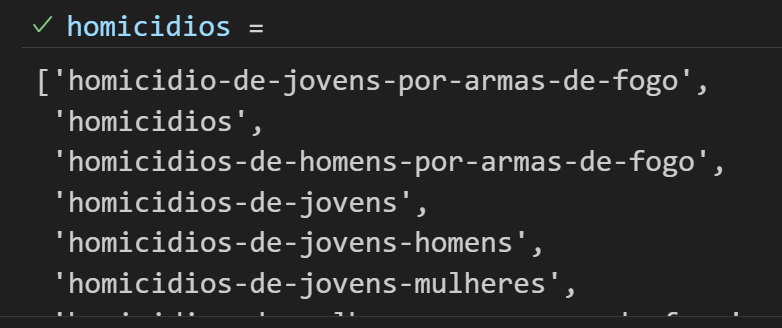 ✓ homicidios =
['homicidio-de-jovens-por-armas-de-fogo',
'homicidios',
'homicidios-de-homens-por-armas-de-fogo',
'homicidios-de-jovens',
'homicidios-de-jovens-homens',
'homicidios-de-jovens-mulheres',